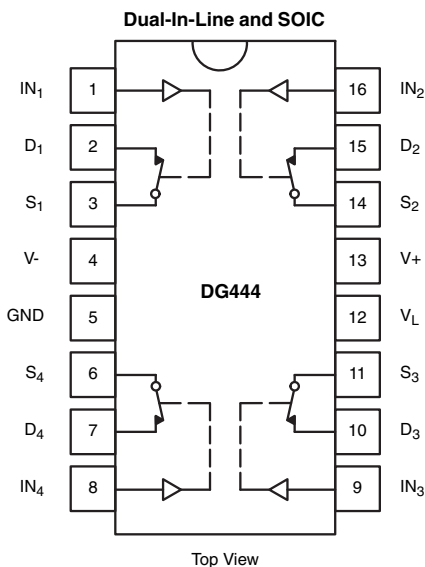 Dual-In-Line and SOIC
IN1 1 16 IN2
D1 2 15 D2
S1 3 14 S2
V- 4 13 V+
DG444
GND 5 12 VL
S4 6 11 S3
D4 7 10 D3
IN4 8 9 IN3
Top View